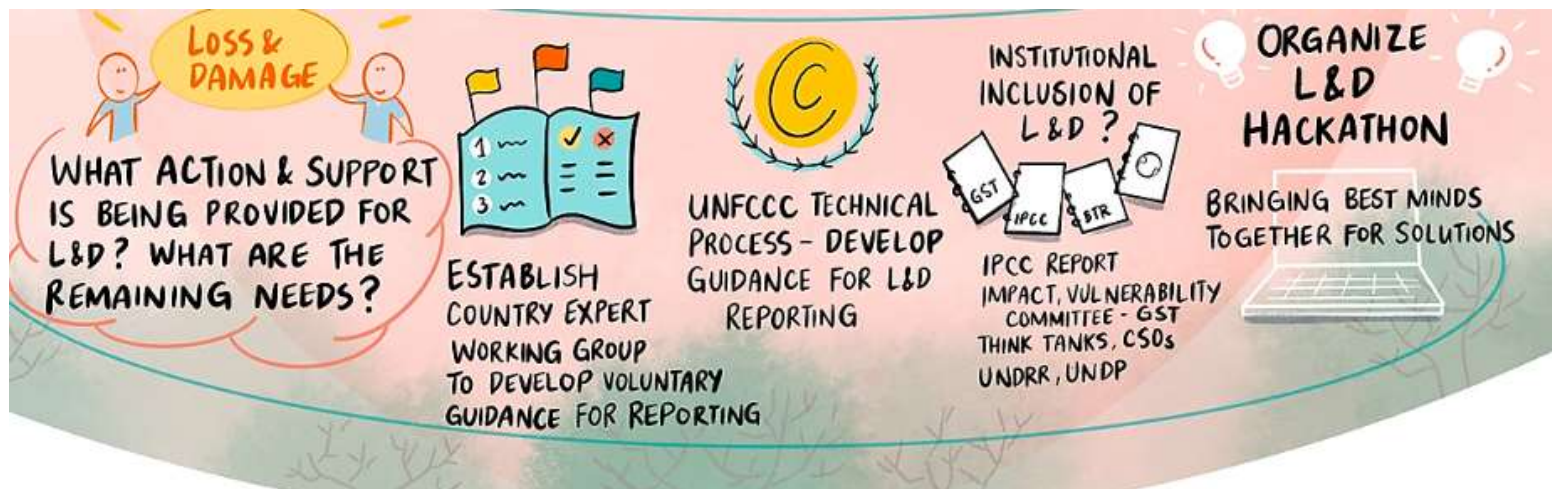 LOSS &
DAMAGE
WHAT ACTION & SUPPORT
IS BEING PROVIDED FOR
L&D? WHAT ARE THE
REMAINING NEEDS?
1
2
3
ESTABLISH
COUNTRY EXPERT
WORKING GROUP
TO DEVELOP VOLUNTARY
GUIDANCE FOR REPORTING
C
UNFCCC TECHNICAL
PROCESS - DEVELOP
GUIDANCE FOR L&D
REPORTING
INSTITUTIONAL
INCLUSION OF
L&D?
GST
IPCC
BTR
IPCC REPORT
IMPACT, VULNERABILITY
COMMITTEE - GST
THINK TANKS, CSOs
UNDRR, UNDP
ORGANIZE
L&D
HACKATHON
BRINGING BEST MINDS
TOGETHER FOR SOLUTIONS